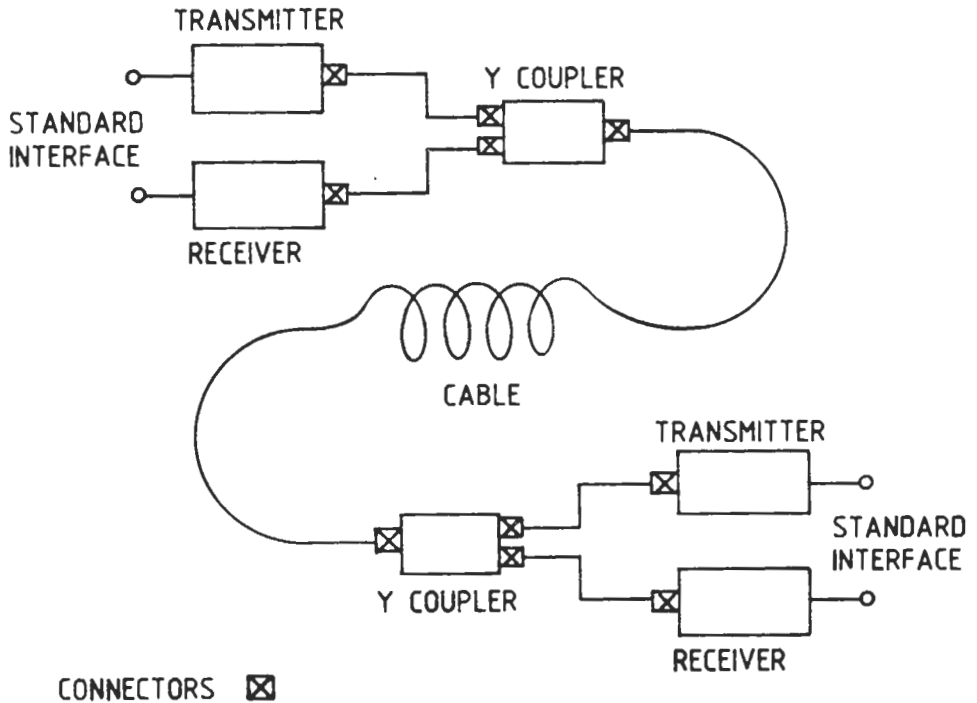 TRANSMITTER
Y COUPLER
STANDARD
INTERFACE
RECEIVER
CABLE
TRANSMITTER
STANDARD
INTERFACE
Y COUPLER
RECEIVER
CONNECTORS